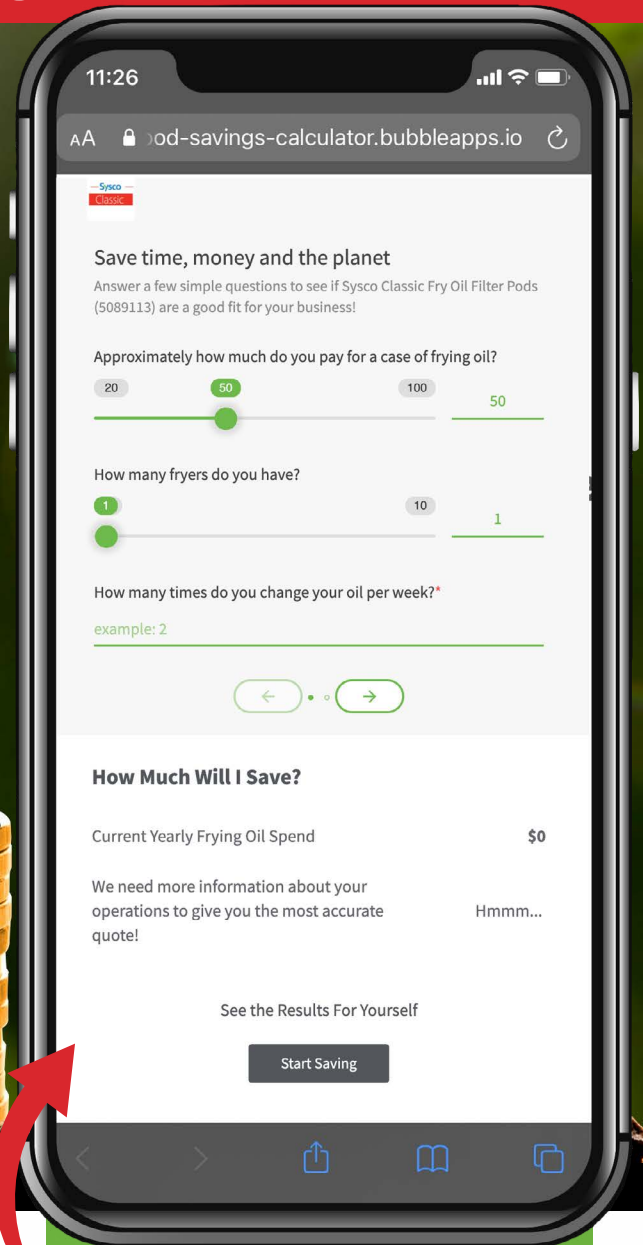 11:26
AA od-savings-calculator.bubbleapps.io
Sysco
Classic
Save time, money and the planet
Answer a few simple questions to see if Sysco Classic Fry Oil Filter Pods
(5089113) are a good fit for your business!
Approximately how much do you pay for a case of frying oil?
20 50 100
50
How many fryers do you have?
1 10
1
How many times do you change your oil per week?*
example: 2
How Much Will I Save?
Current Yearly Frying Oil Spend $0
We need more information about your
operations to give you the most accurate Hmmm...
quote!
See the Results For Yourself
Start Saving